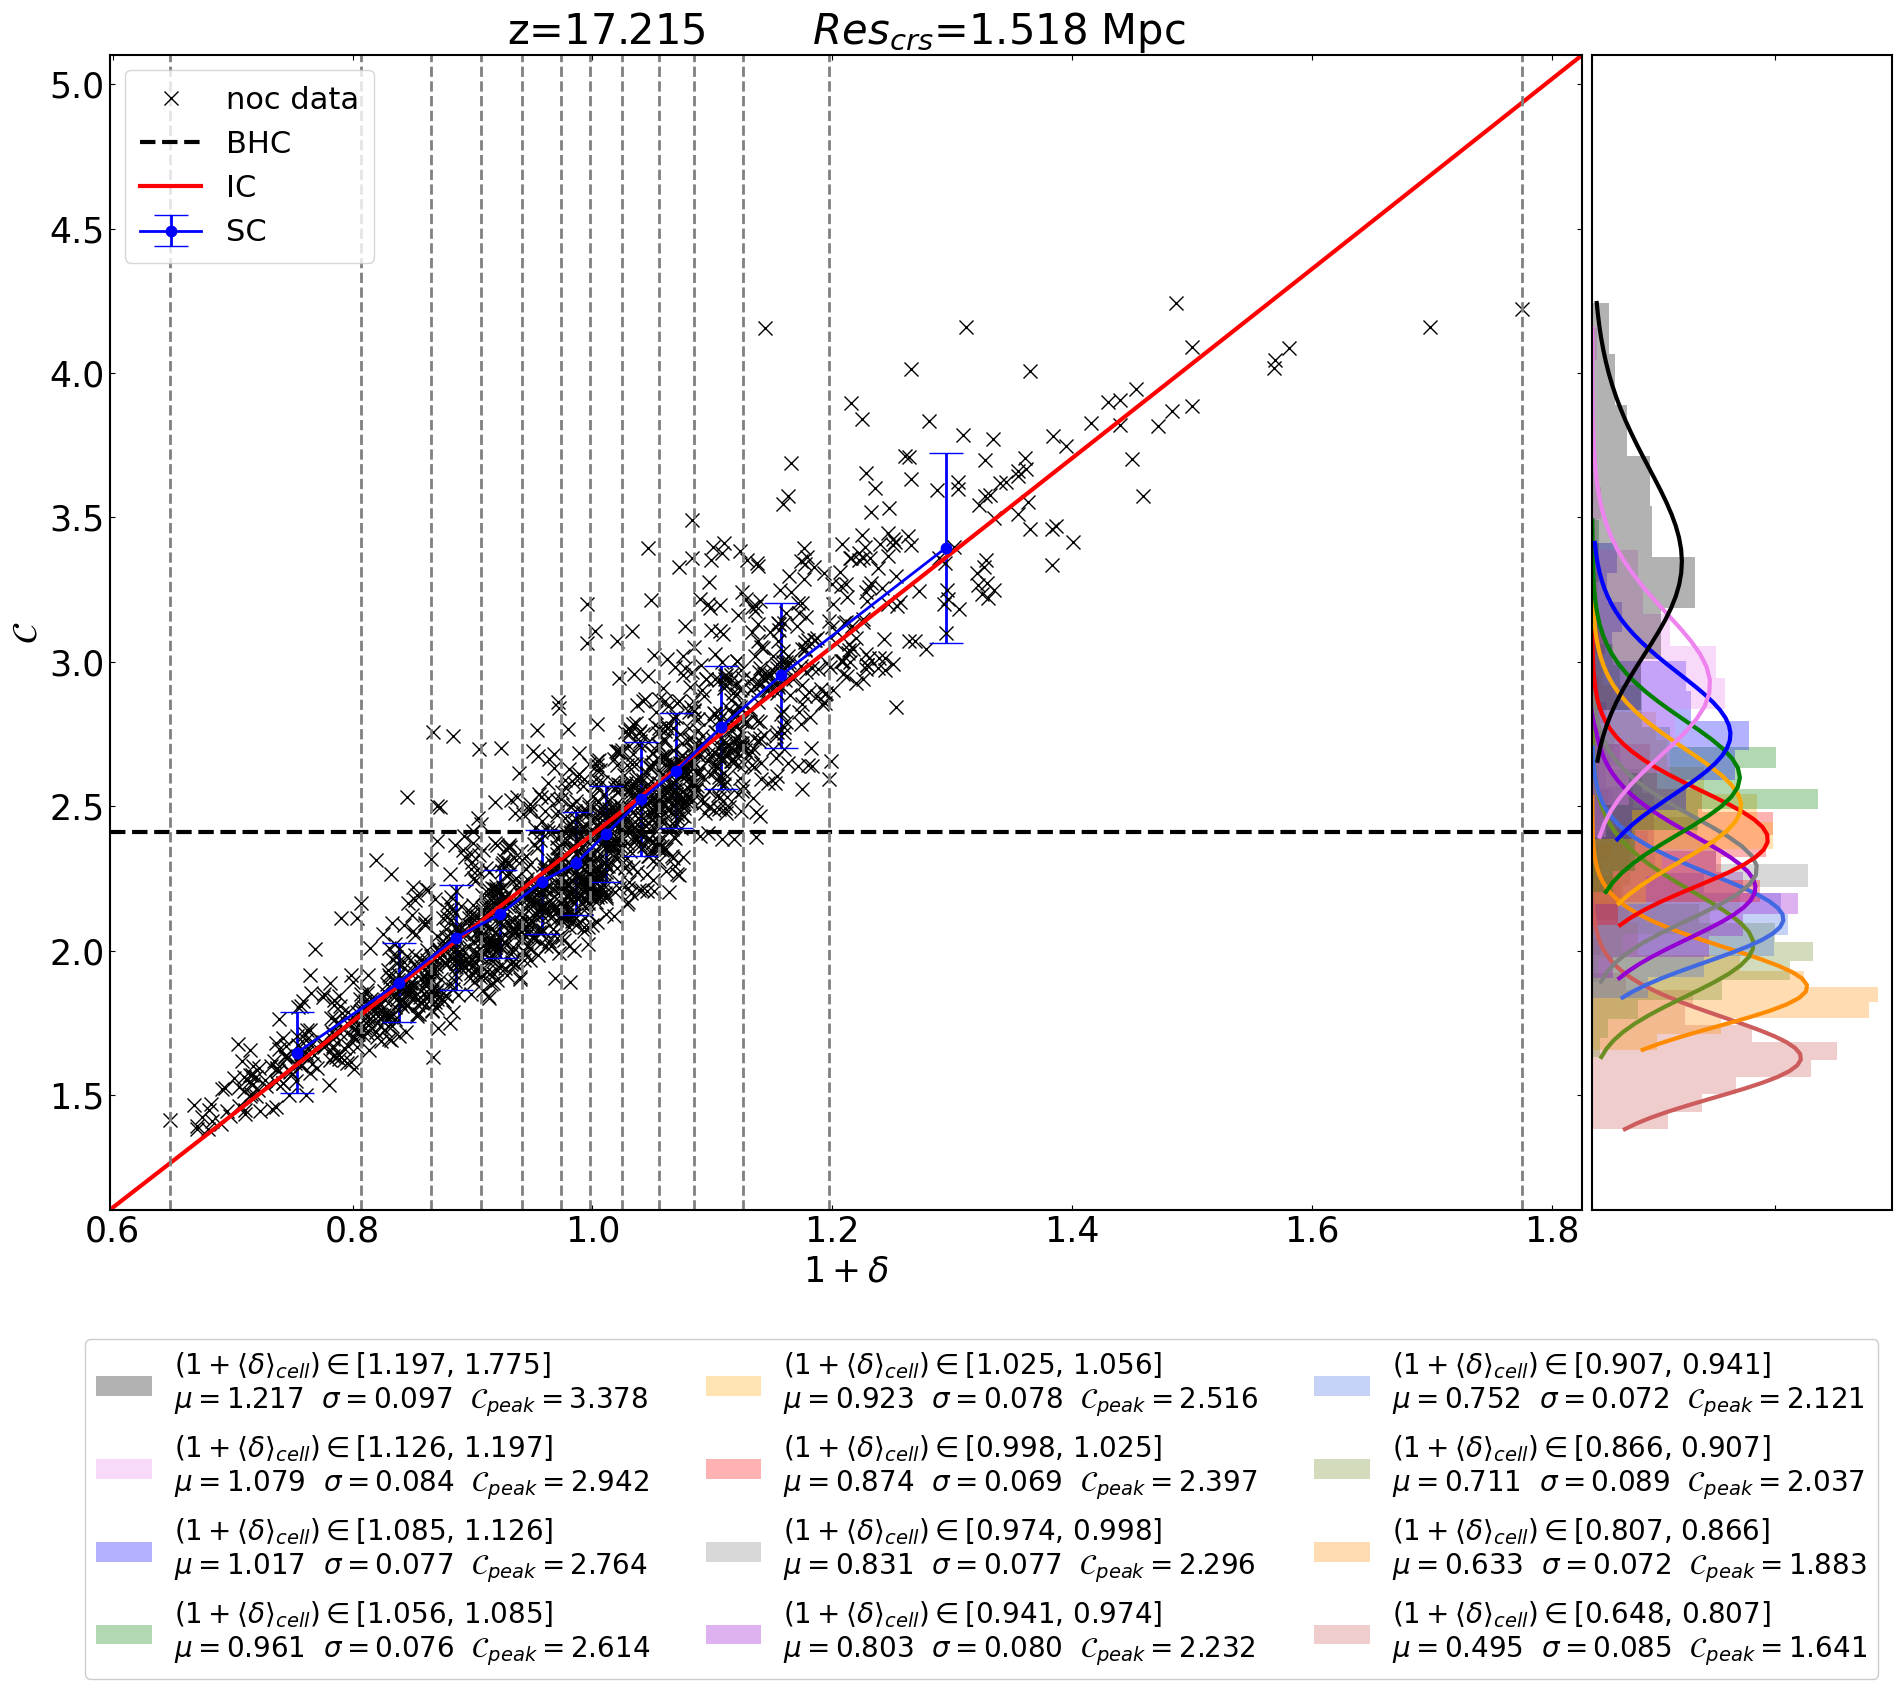 z=17.215 Res_crs=1.518 Mpc
noc data
BHC
IC
SC
𝒞
5.0
4.5
4.0
3.5
3.0
2.5
2.0
1.5
0.6 0.8 1.0 1.2 1.4 1.6 1.8
1 + δ
(1 + ⟨δ⟩_cell) ∈ [1.197, 1.775]
μ = 1.217 σ = 0.097 𝒞_peak = 3.378
(1 + ⟨δ⟩_cell) ∈ [1.126, 1.197]
μ = 1.079 σ = 0.084 𝒞_peak = 2.942
(1 + ⟨δ⟩_cell) ∈ [1.085, 1.126]
μ = 1.017 σ = 0.077 𝒞_peak = 2.764
(1 + ⟨δ⟩_cell) ∈ [1.056, 1.085]
μ = 0.961 σ = 0.076 𝒞_peak = 2.614
(1 + ⟨δ⟩_cell) ∈ [1.025, 1.056]
μ = 0.923 σ = 0.078 𝒞_peak = 2.516
(1 + ⟨δ⟩_cell) ∈ [0.998, 1.025]
μ = 0.874 σ = 0.069 𝒞_peak = 2.397
(1 + ⟨δ⟩_cell) ∈ [0.974, 0.998]
μ = 0.831 σ = 0.077 𝒞_peak = 2.296
(1 + ⟨δ⟩_cell) ∈ [0.941, 0.974]
μ = 0.803 σ = 0.080 𝒞_peak = 2.232
(1 + ⟨δ⟩_cell) ∈ [0.907, 0.941]
μ = 0.752 σ = 0.072 𝒞_peak = 2.121
(1 + ⟨δ⟩_cell) ∈ [0.866, 0.907]
μ = 0.711 σ = 0.089 𝒞_peak = 2.037
(1 + ⟨δ⟩_cell) ∈ [0.807, 0.866]
μ = 0.633 σ = 0.072 𝒞_peak = 1.883
(1 + ⟨δ⟩_cell) ∈ [0.648, 0.807]
μ = 0.495 σ = 0.085 𝒞_peak = 1.641